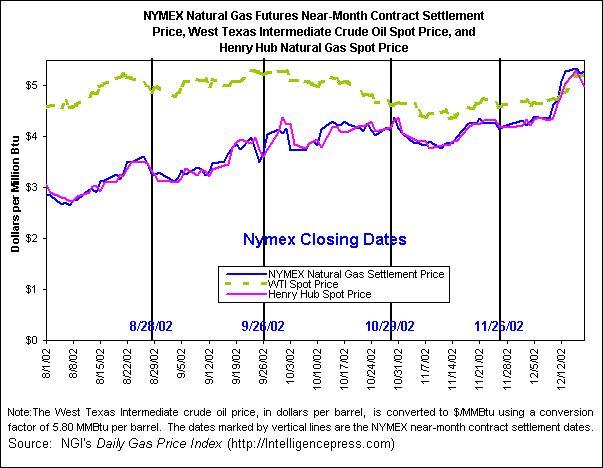 NYMEX Natural Gas Futures Near-Month Contract Settlement
Price, West Texas Intermediate Crude Oil Spot Price, and
Henry Hub Natural Gas Spot Price
Dollars per Million Btu
$5
$4
$3
$2
$1
$0
Nymex Closing Dates
NYMEX Natural Gas Settlement Price
WTI Spot Price
Henry Hub Spot Price
8/28/02
9/26/02
10/29/02
11/26/02
8/1/02
8/8/02
8/15/02
8/22/02
8/29/02
9/5/02
9/12/02
9/19/02
9/26/02
10/3/02
10/10/02
10/17/02
10/24/02
10/31/02
11/7/02
11/14/02
11/21/02
11/28/02
12/5/02
12/12/02
Note:The West Texas Intermediate crude oil price, in dollars per barrel, is converted to $/MMBtu using a conversion
factor of 5.80 MMBtu per barrel. The dates marked by vertical lines are the NYMEX near-month contract settlement dates.
Source: NGI's Daily Gas Price Index (http://Intelligencepress.com)